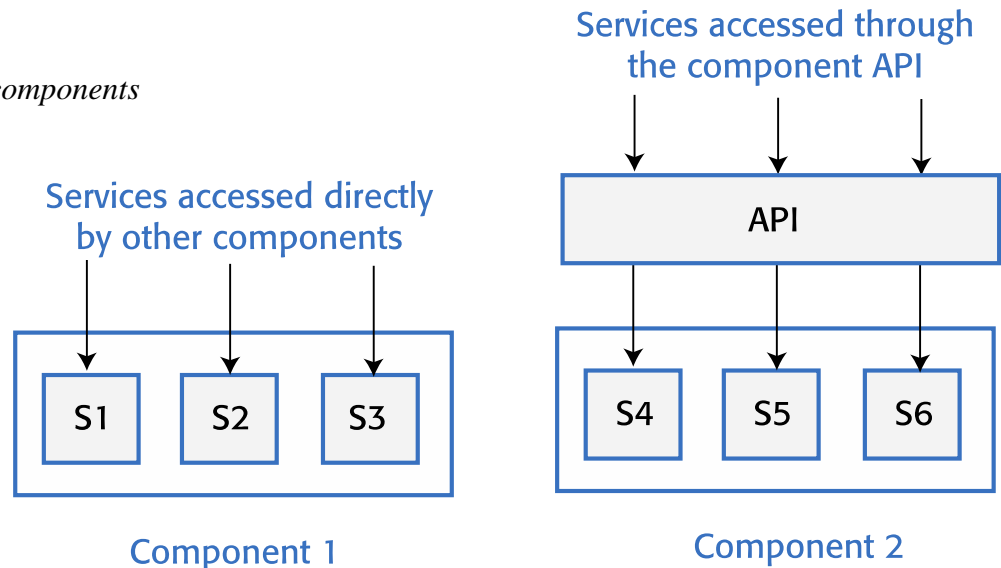 Services accessed through
the component API
components
Services accessed directly
by other components
API
S1
S2
S3
S4
S5
S6
Component 1
Component 2